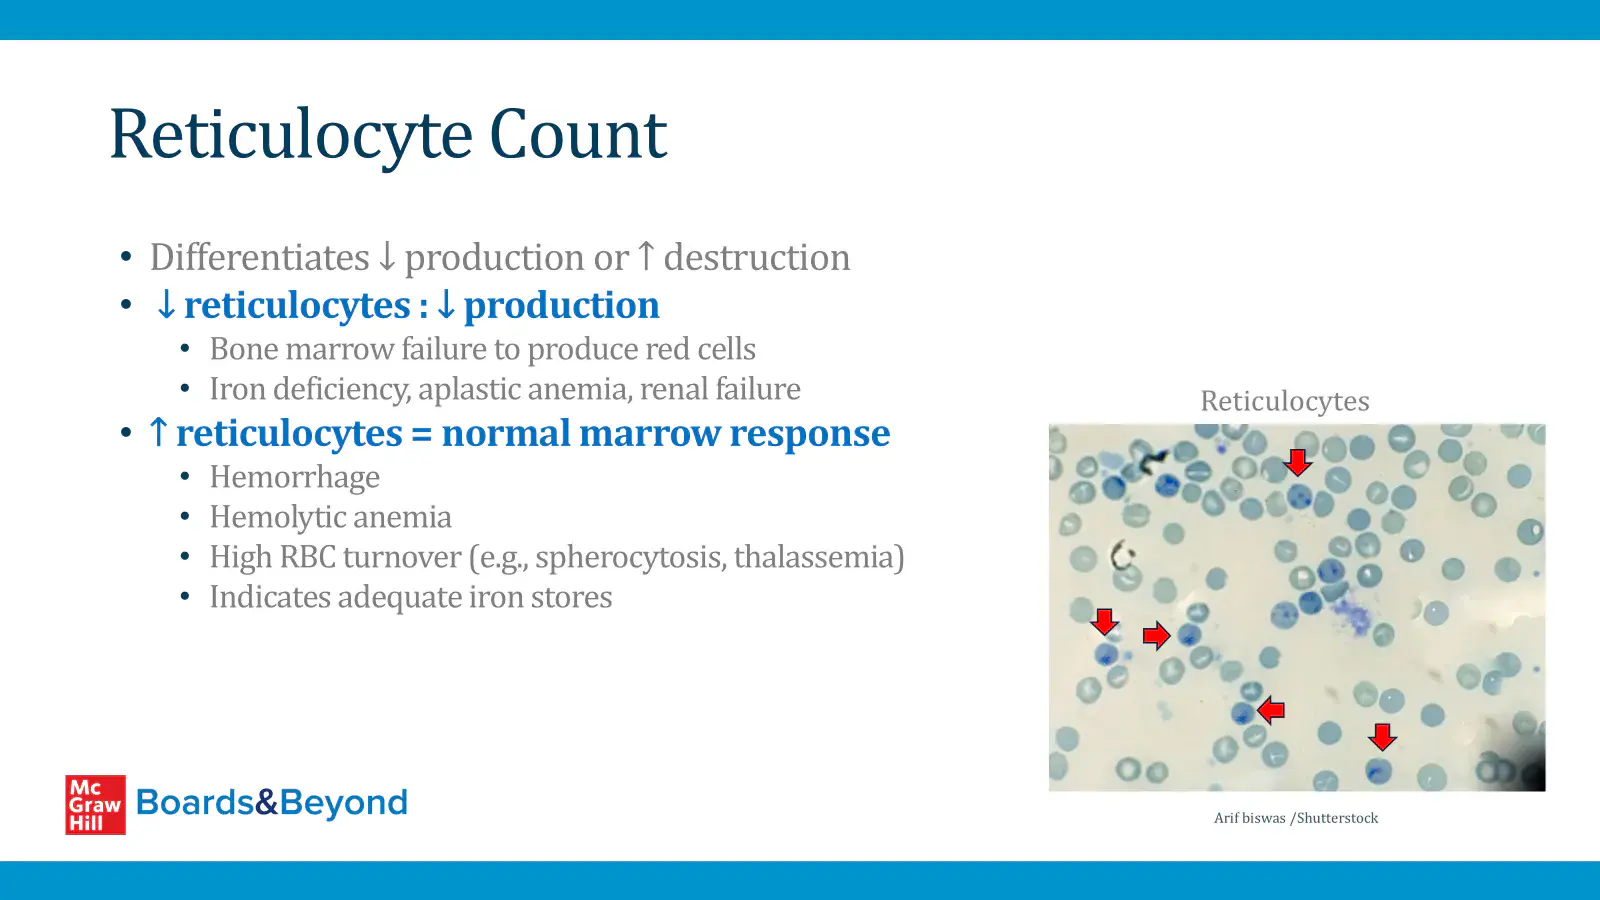 Reticulocyte Count
• Differentiates ↓ production or ↑ destruction
• ↓ reticulocytes : ↓ production
• Bone marrow failure to produce red cells
• Iron deficiency, aplastic anemia, renal failure
• ↑ reticulocytes = normal marrow response
• Hemorrhage
• Hemolytic anemia
• High RBC turnover (e.g., spherocytosis, thalassemia)
• Indicates adequate iron stores
Reticulocytes
Arif biswas /Shutterstock
Mc
Graw
Hill
Boards&Beyond